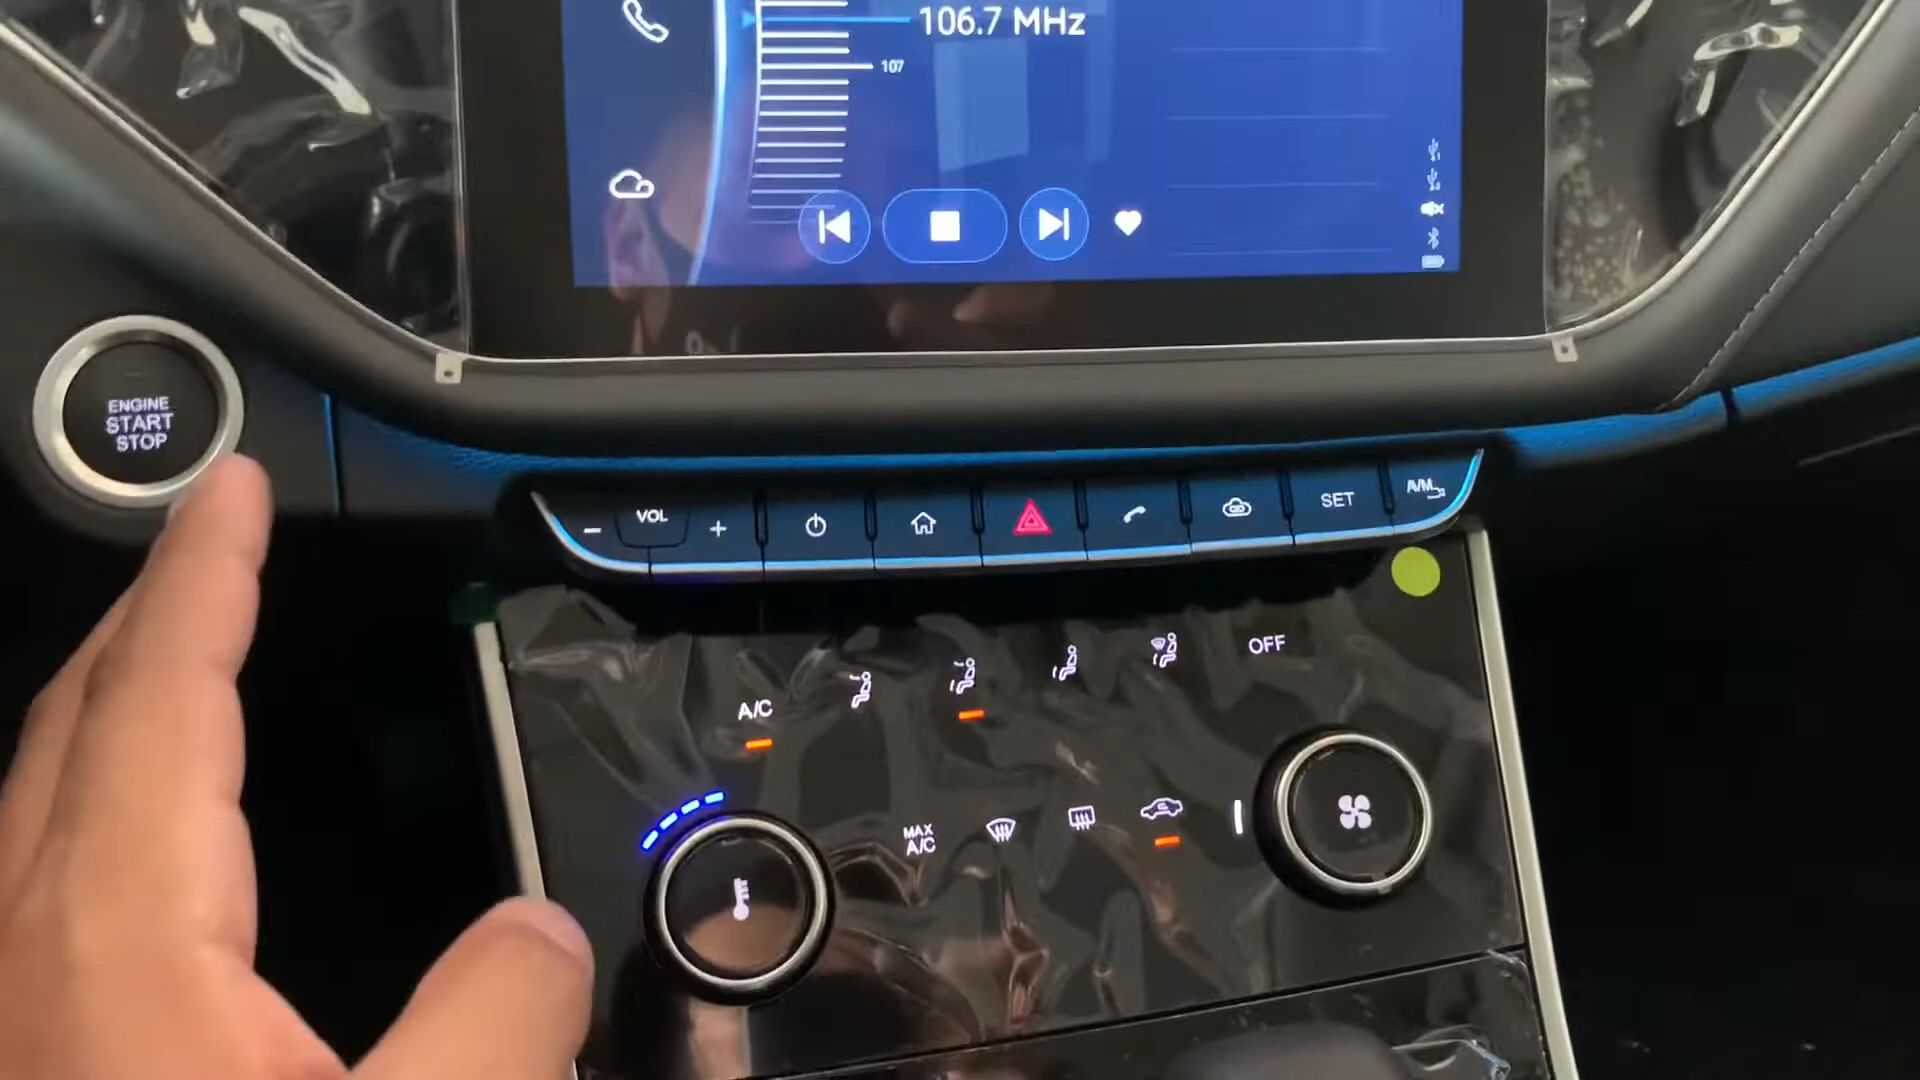 106.7 MHz
107
ENGINE
START
STOP
- VOL +
SET
A/M
OFF
A/C
MAX
A/C